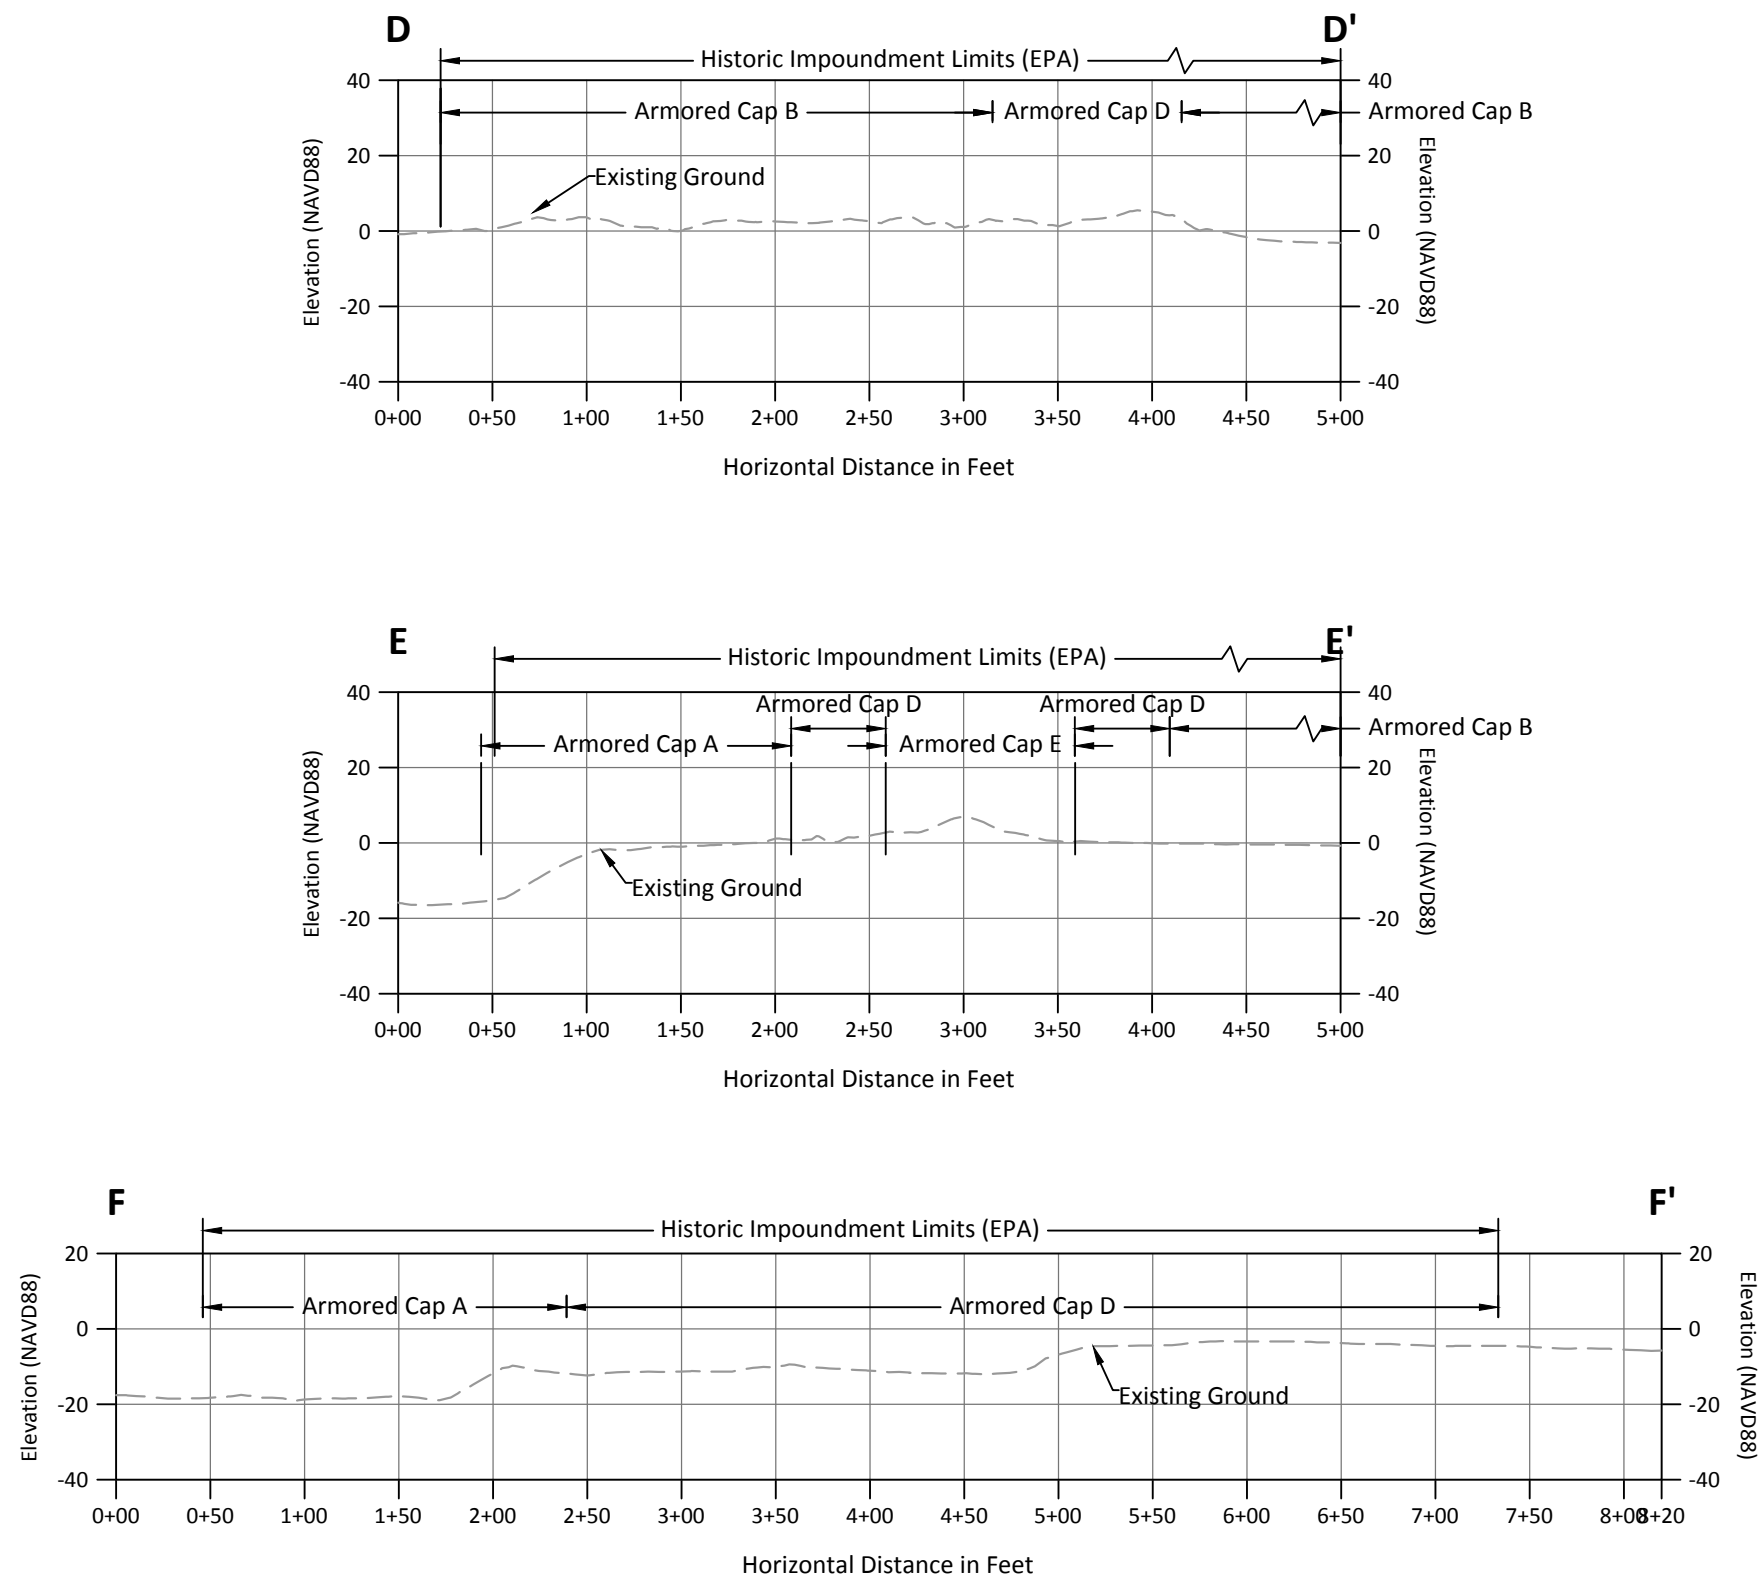 D D'
Historic Impoundment Limits (EPA)
40 40
Armored Cap B Armored Cap D Armored Cap B
20 20
Existing Ground
Elevation (NAVD88) Elevation (NAVD88)
0 0
-20 -20
-40 -40
0+00 0+50 1+00 1+50 2+00 2+50 3+00 3+50 4+00 4+50 5+00
Horizontal Distance in Feet
E E'
Historic Impoundment Limits (EPA)
40 40
Armored Cap D Armored Cap D
Armored Cap B
Armored Cap A Armored Cap E
20 20
Elevation (NAVD88) Elevation (NAVD88)
0 0
Existing Ground
-20 -20
-40 -40
0+00 0+50 1+00 1+50 2+00 2+50 3+00 3+50 4+00 4+50 5+00
Horizontal Distance in Feet
F F'
Historic Impoundment Limits (EPA)
20 20
Armored Cap A Armored Cap D
0 0
Elevation (NAVD88) Elevation (NAVD88)
Existing Ground
-20 -20
-40 -40
0+00 0+50 1+00 1+50 2+00 2+50 3+00 3+50 4+00 4+50 5+00 5+50 6+00 6+50 7+00 7+50 8+00 8+20
Horizontal Distance in Feet